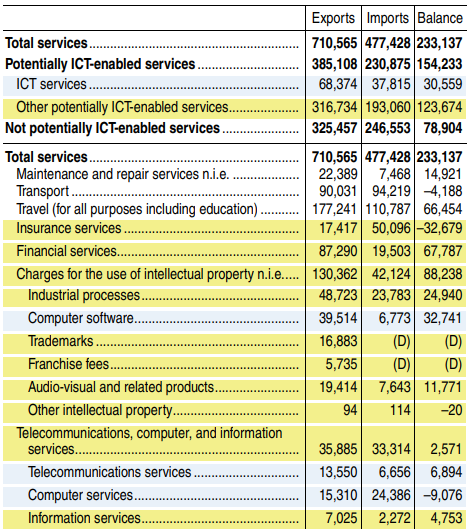 Exports Imports Balance
Total services 710,565 477,428 233,137
Potentially ICT-enabled services 385,108 230,875 154,233
ICT services 68,374 37,815 30,559
Other potentially ICT-enabled services 316,734 193,060 123,674
Not potentially ICT-enabled services 325,457 246,553 78,904
Total services 710,565 477,428 233,137
Maintenance and repair services n.i.e. 22,389 7,468 14,921
Transport 90,031 94,219 –4,188
Travel (for all purposes including education) 177,241 110,787 66,454
Insurance services 17,417 50,096 –32,679
Financial services 87,290 19,503 67,787
Charges for the use of intellectual property n.i.e. 130,362 42,124 88,238
Industrial processes 48,723 23,783 24,940
Computer software 39,514 6,773 32,741
Trademarks 16,883 (D) (D)
Franchise fees 5,735 (D) (D)
Audio-visual and related products 19,414 7,643 11,771
Other intellectual property 94 114 –20
Telecommunications, computer, and information
services 35,885 33,314 2,571
Telecommunications services 13,550 6,656 6,894
Computer services 15,310 24,386 –9,076
Information services 7,025 2,272 4,753